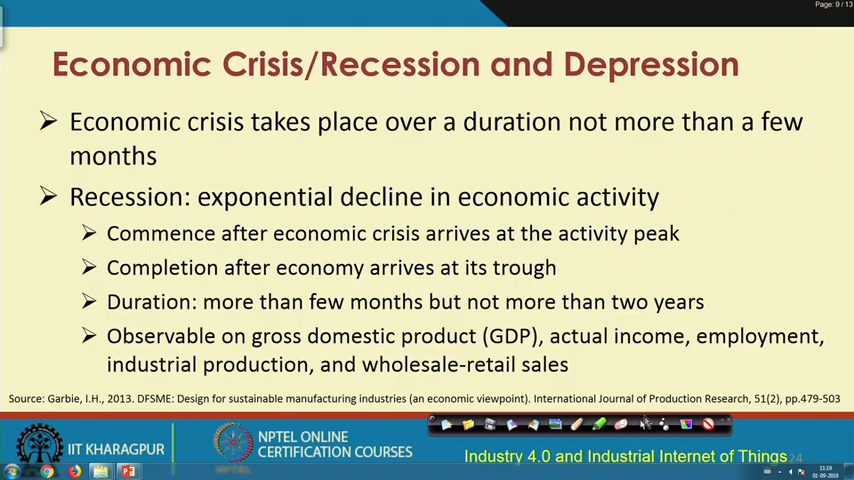 Page: 9 / 13
Economic Crisis/Recession and Depression
Economic crisis takes place over a duration not more than a few
months
Recession: exponential decline in economic activity
Commence after economic crisis arrives at the activity peak
Completion after economy arrives at its trough
Duration: more than few months but not more than two years
Observable on gross domestic product (GDP), actual income, employment,
industrial production, and wholesale-retail sales
Source: Garbie, I.H., 2013. DFSME: Design for sustainable manufacturing industries (an economic viewpoint). International Journal of Production Research, 51(2), pp.479-503
IIT KHARAGPUR
NPTEL ONLINE
CERTIFICATION COURSES
NPTEL
Industry 4.0 and Industrial Internet of Things
24
11:19
01-09-2018